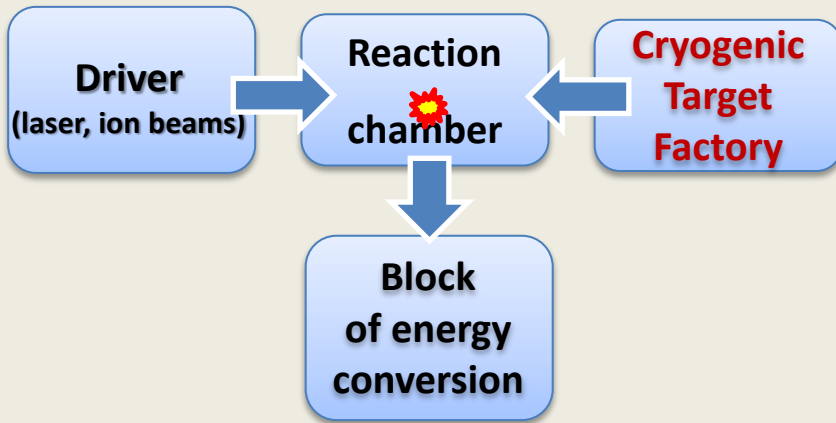 Driver
(laser, ion beams)
Reaction
chamber
Cryogenic
Target
Factory
Block
of energy
conversion